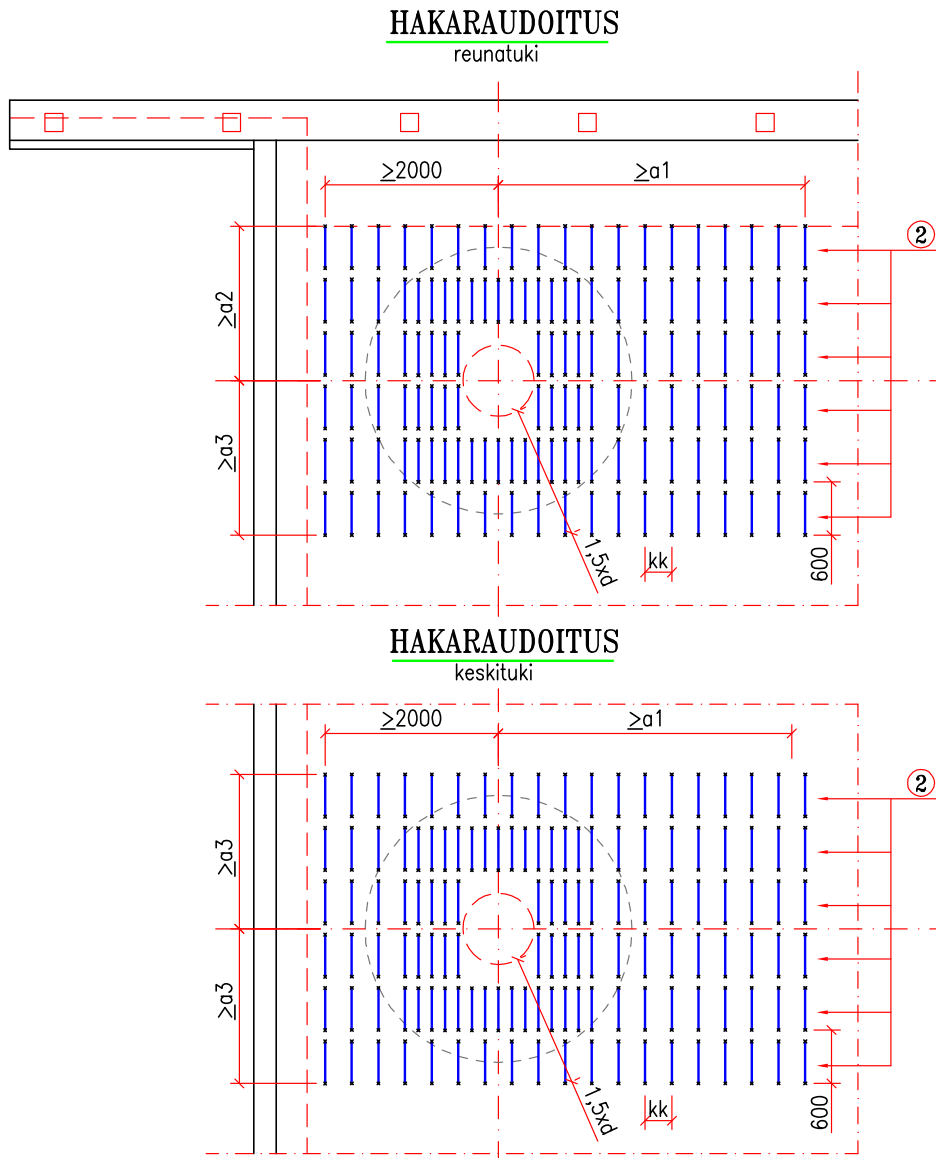 HAKARAUDOITUS
reunatuki
≥2000
≥a1
2
≥a2
≥a3
1,5xd
kk
600
HAKARAUDOITUS
keskituki
≥2000
≥a1
2
≥a3
≥a3
1,5xd
kk
600